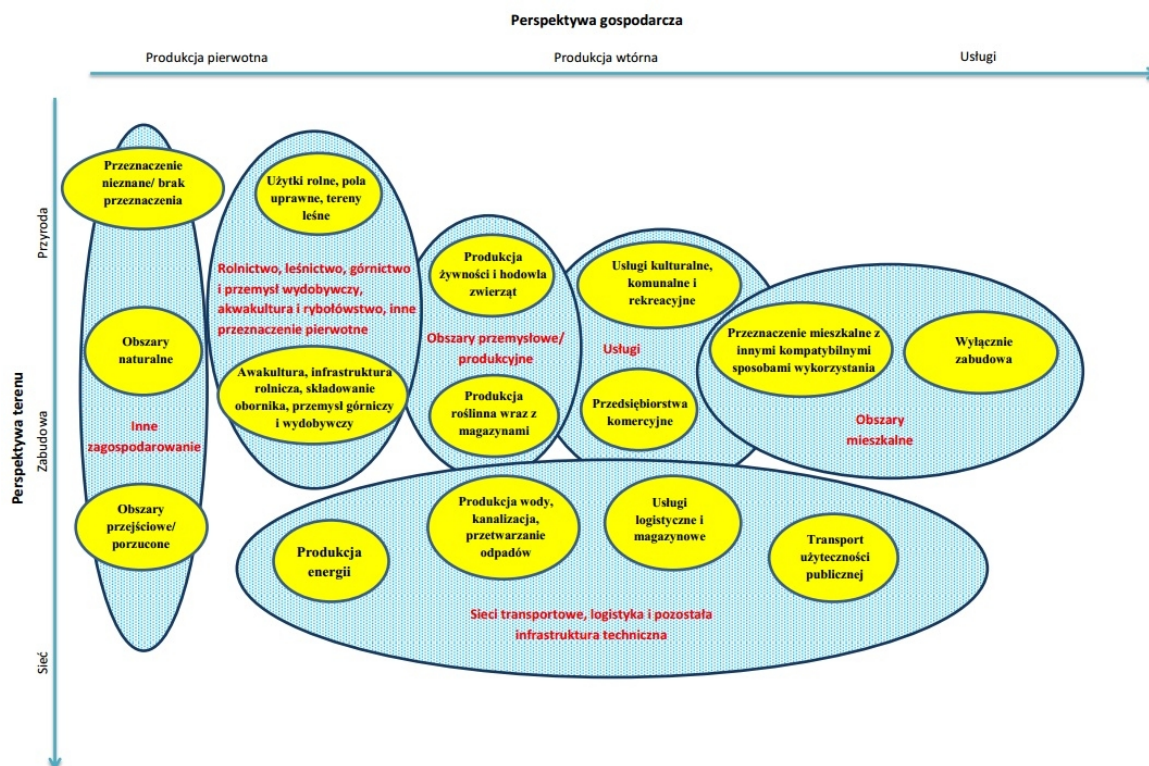 Perspektywa gospodarcza
Produkcja pierwotna
Produkcja wtórna
Usługi
Perspektywa terenu
Przyroda
Zabudowa
Sieć
Przeznaczenie
nieznane/ brak
przeznaczenia
Obszary
naturalne
Inne
zagospodarowanie
Obszary
przejściowe/
porzucone
Użytki rolne, pola
uprawne, tereny
leśne
Rolnictwo, leśnictwo, górnictwo
i przemysł wydobywczy,
akwakultura i rybołówstwo, inne
przeznaczenie pierwotne
Awakultura, infrastruktura
rolnicza, składowanie
obornika, przemysł górniczy
i wydobywczy
Produkcja
żywności i hodowla
zwierząt
Obszary przemysłowe/
produkcyjne
Produkcja
roślinna wraz z
magazynami
Usługi kulturalne,
komunalne i
rekreacyjne
Usługi
Przedsiębiorstwa
komercyjne
Przeznaczenie mieszkalne z
innymi kompatybilnymi
sposobami wykorzystania
Wyłącznie
zabudowa
Obszary
mieszkalne
Produkcja
energii
Produkcja wody,
kanalizacja,
przetwarzanie
odpadów
Usługi
logistyczne i
magazynowe
Transport
użyteczności
publicznej
Sieci transportowe, logistyka i pozostała
infrastruktura techniczna